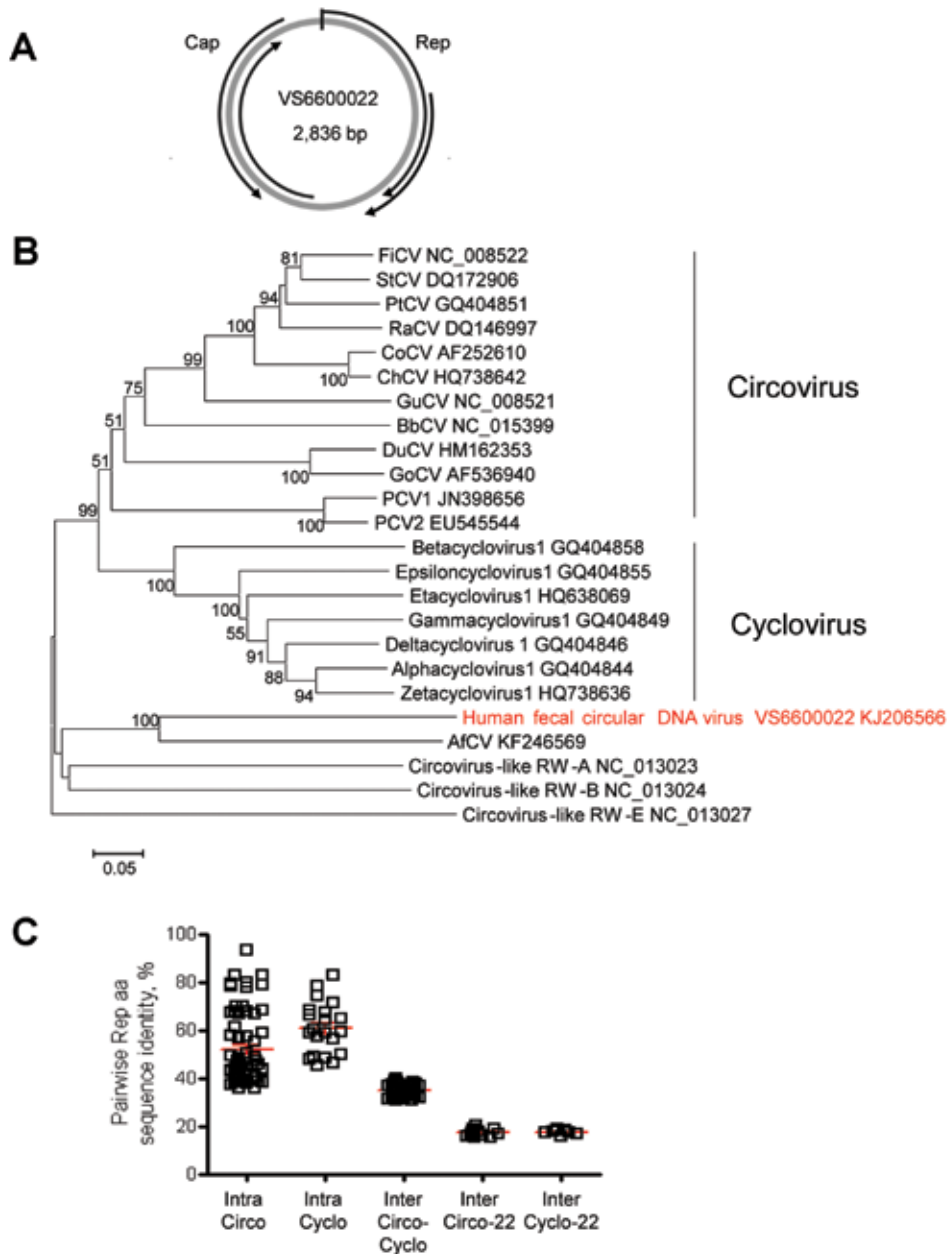 A
Cap
Rep
VS6600022
2,836 bp
B
81
FiCV NC_008522
StCV DQ172906
94
PtCV GQ404851
100
RaCV DQ146997
99
CoCV AF252610
100
ChCV HQ738642
75
GuCV NC_008521
51
BbCV NC_015399
51
DuCV HM162353
100
GoCV AF536940
99
PCV1 JN398656
100
PCV2 EU545544
Circovirus
Betacyclovirus1 GQ404858
100
Epsiloncyclovirus1 GQ404855
100
Etacyclovirus1 HQ638069
55
Gammacyclovirus1 GQ404849
91
Deltacyclovirus 1 GQ404846
88
Alphacyclovirus1 GQ404844
94
Zetacyclovirus1 HQ738636
Cyclovirus
100
Human fecal circular DNA virus VS6600022 KJ206566
AfCV KF246569
Circovirus-like RW-A NC_013023
Circovirus-like RW-B NC_013024
Circovirus-like RW-E NC_013027
0.05
C
Pairwise Rep aa
sequence identity, %
100
80
60
40
20
0
Intra
Circo
Intra
Cyclo
Inter
Circo-
Cyclo
Inter
Circo-22
Inter
Cyclo-22